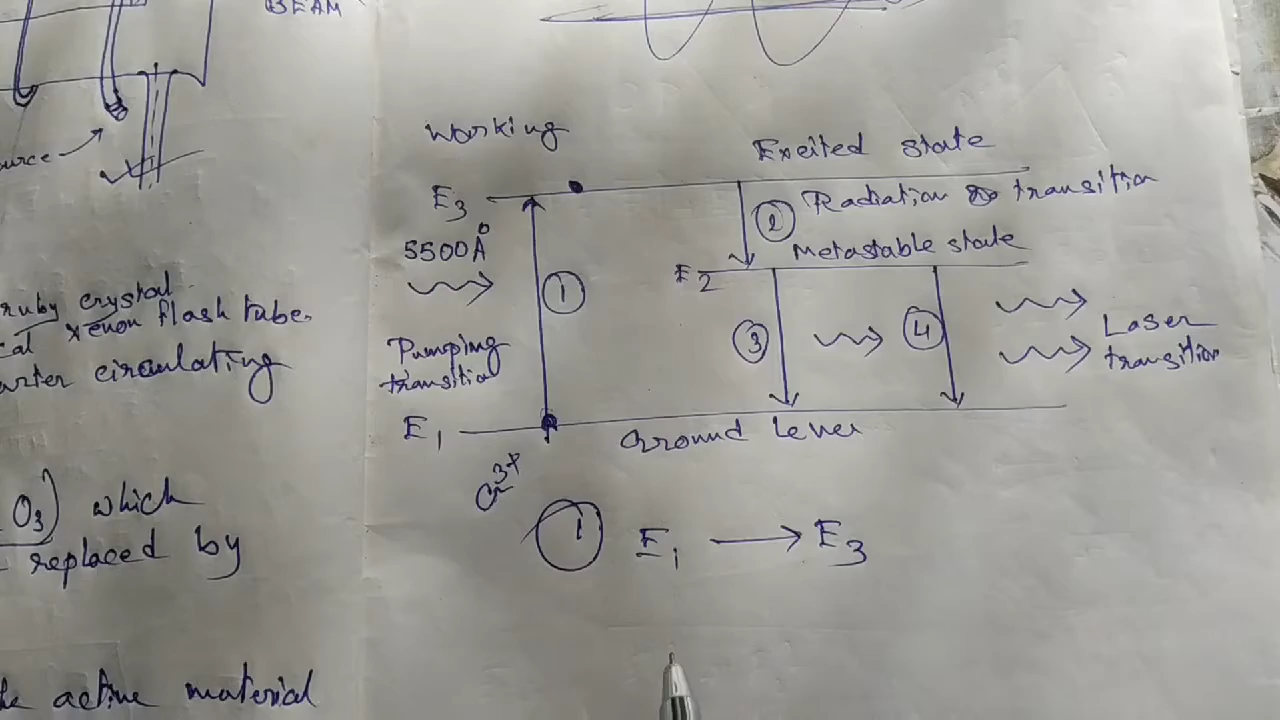 BEAM
Working
Excited state
E3
② Radiation transition
5500Å
Metastable state
E2
①
③
④
Laser
transition
Pumping
transition
E1
Ground Level
Cr3+
① E1 → E3
ruby crystal
xenon flash tube.
circulating
O3) which
replaced by
active material